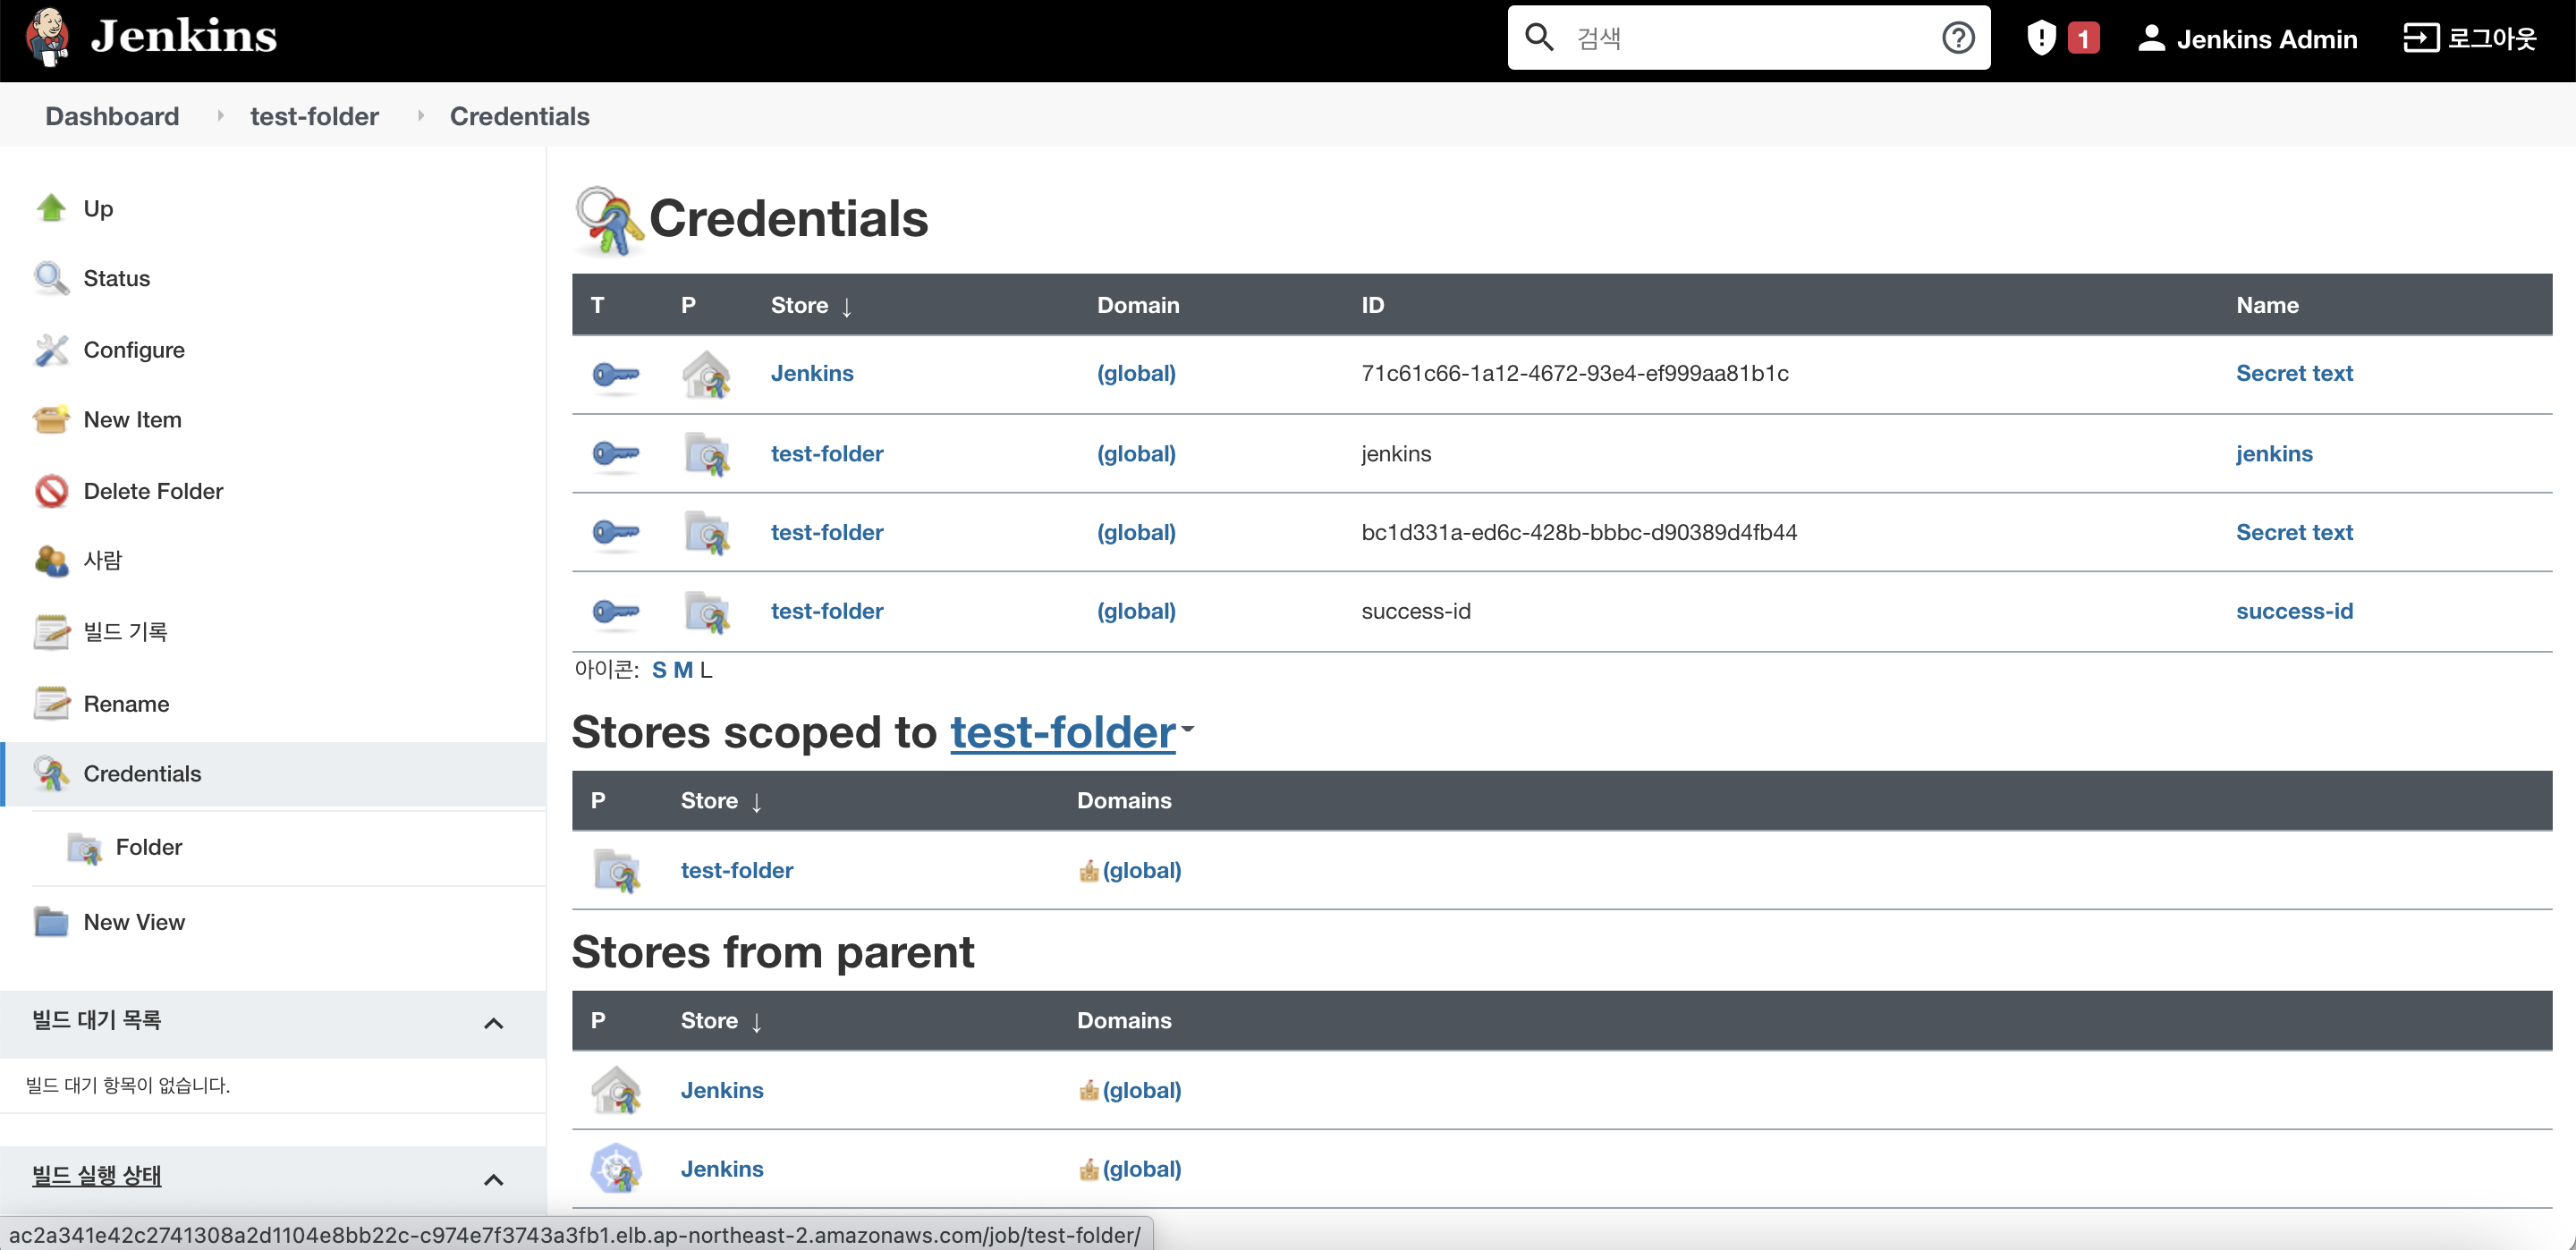 Jenkins
검색
1
Jenkins Admin
로그아웃
Dashboard
test-folder
Credentials
Up
Status
Configure
New Item
Delete Folder
사람
빌드 기록
Rename
Credentials
Folder
New View
빌드 대기 목록
빌드 대기 항목이 없습니다.
빌드 실행 상태
Credentials
T P Store ↓ Domain ID Name
Jenkins (global) 71c61c66-1a12-4672-93e4-ef999aa81b1c Secret text
test-folder (global) jenkins jenkins
test-folder (global) bc1d331a-ed6c-428b-bbbc-d90389d4fb44 Secret text
test-folder (global) success-id success-id
아이콘: S M L
Stores scoped to test-folder
P Store ↓ Domains
test-folder (global)
Stores from parent
P Store ↓ Domains
Jenkins (global)
Jenkins (global)
ac2a341e42c2741308a2d1104e8bb22c-c974e7f3743a3fb1.elb.ap-northeast-2.amazonaws.com/job/test-folder/